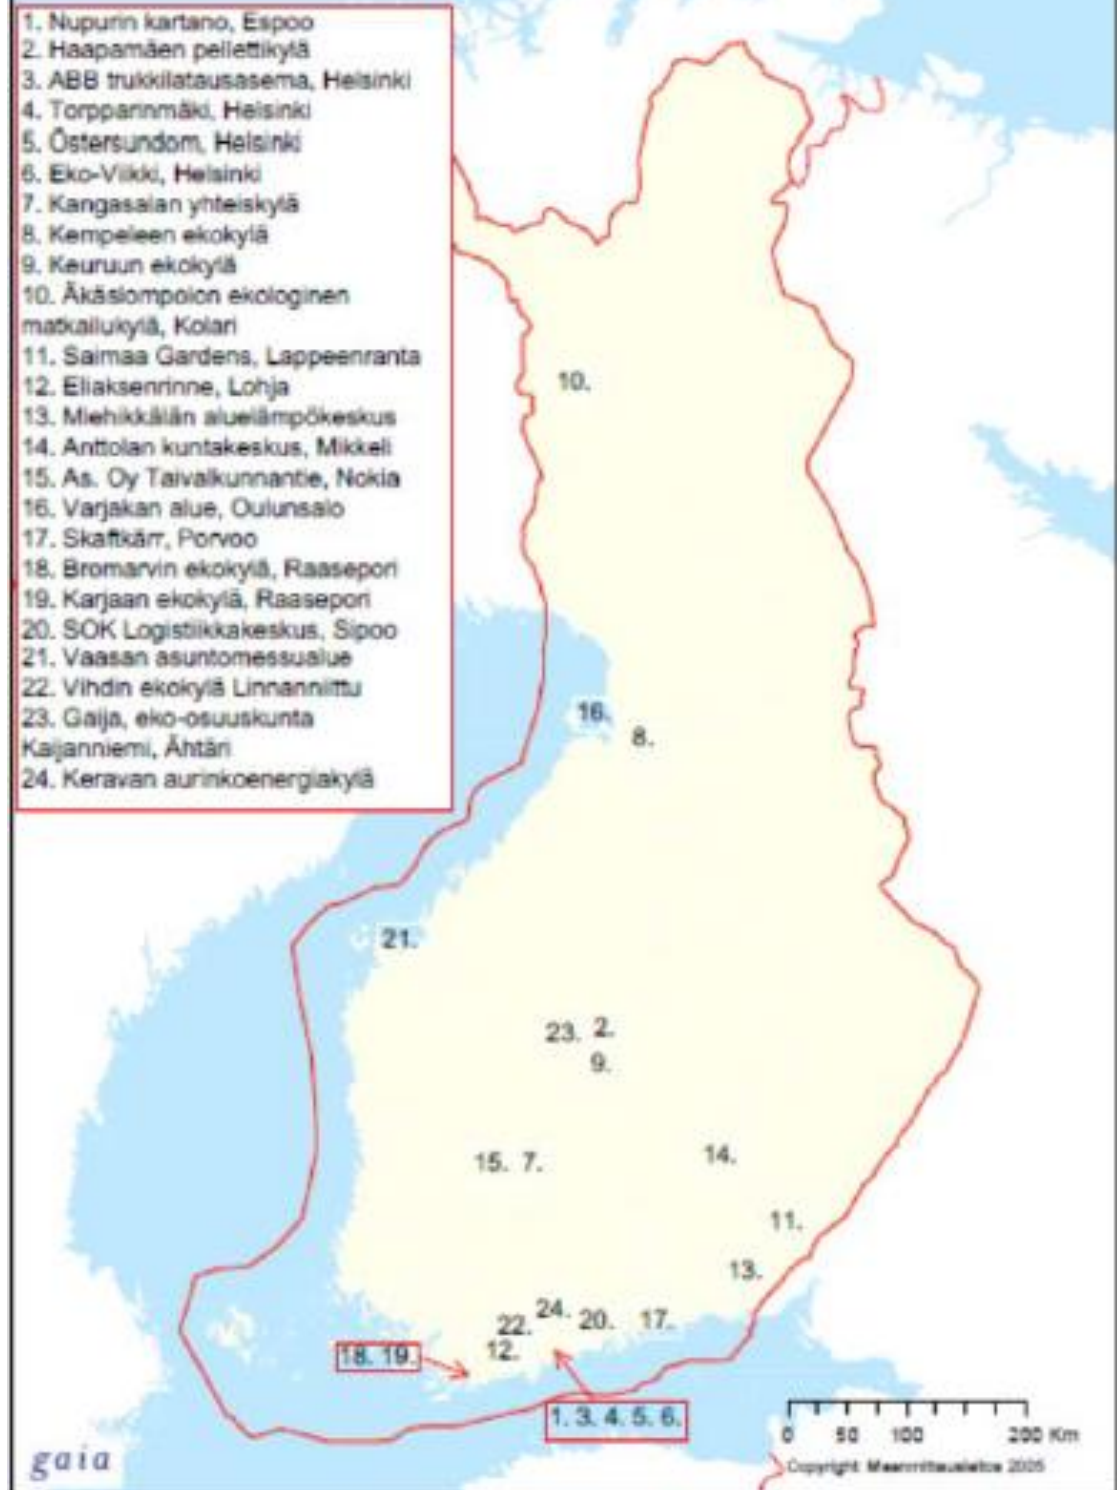 1. Nupurin kartano, Espoo
2. Haapamäen pellettikylä
3. ABB trukkilatausasema, Helsinki
4. Torpparinmäki, Helsinki
5. Östersundom, Helsinki
6. Eko-Viikki, Helsinki
7. Kangasalan yhteiskylä
8. Kempeleen ekokylä
9. Keuruun ekokylä
10. Äkäslompolon ekologinen
matkailukylä, Kolari
11. Saimaa Gardens, Lappeenranta
12. Eliaksenrinne, Lohja
13. Miehikkälän aluelämpökeskus
14. Anttolan kuntakeskus, Mikkeli
15. As. Oy Taivalkunnantie, Nokia
16. Varjakan alue, Oulunsalo
17. Skaftkärr, Porvoo
18. Bromarvin ekokylä, Raasepori
19. Karjaan ekokylä, Raasepori
20. SOK Logistiikkakeskus, Sipoo
21. Vaasan asuntomessualue
22. Vihdin ekokylä Linnanniittu
23. Gaija, eko-osuuskunta
Kaijanniemi, Ähtäri
24. Keravan aurinkoenergiakylä
10.
16.
8.
21.
23. 2.
9.
15. 7.
14.
11.
13.
24. 20. 17.
22.
12.
18. 19.
1. 3. 4. 5. 6.
0 50 100 200 Km
Copyright Maanmittauslaitos 2005
gaia